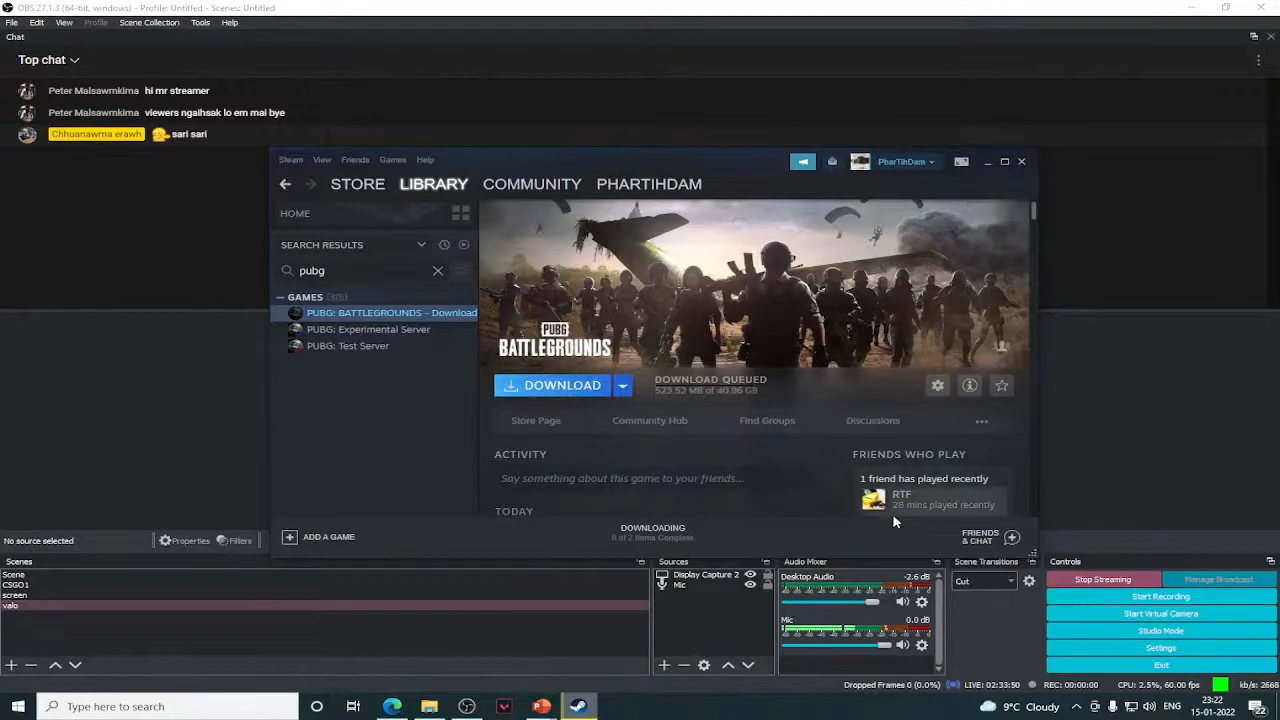 OBS 27.1.3 (64-bit, windows) - Profile: Untitled - Scenes: Untitled
File Edit View Profile Scene Collection Tools Help
Chat
Top chat
Peter Malsawmkima hi mr streamer
Peter Malsawmkima viewers ngaihsak lo em mai bye
Chhuanawma erawh sari sari
Steam View Friends Games Help
PharTihDam
STORE LIBRARY COMMUNITY PHARTIHDAM
HOME
SEARCH RESULTS
pubg
GAMES (3/5)
PUBG: BATTLEGROUNDS - Download
PUBG: Experimental Server
PUBG: Test Server
PUBG
BATTLEGROUNDS
DOWNLOAD
DOWNLOAD QUEUED
523.52 MB of 40.96 GB
Store Page Community Hub Find Groups Discussions
ACTIVITY
Say something about this game to your friends...
TODAY
FRIENDS WHO PLAY
1 friend has played recently
RTF
28 mins played recently
ADD A GAME
DOWNLOADING
0 of 2 Items Complete
FRIENDS
& CHAT
No source selected Properties Filters
Scenes
Scene
CSGO1
screen
valo
Sources
Display Capture 2
Mic
Audio Mixer
Desktop Audio -2.6 dB
Mic 0.0 dB
Scene Transitions
Cut
Controls
Stop Streaming Manage Broadcast
Start Recording
Start Virtual Camera
Studio Mode
Settings
Exit
Dropped Frames 0 (0.0%) LIVE: 02:33:50 REC: 00:00:00 CPU: 2.5%, 60.00 fps kb/s: 2668
Type here to search
9°C Cloudy
23:22
15-01-2022
22